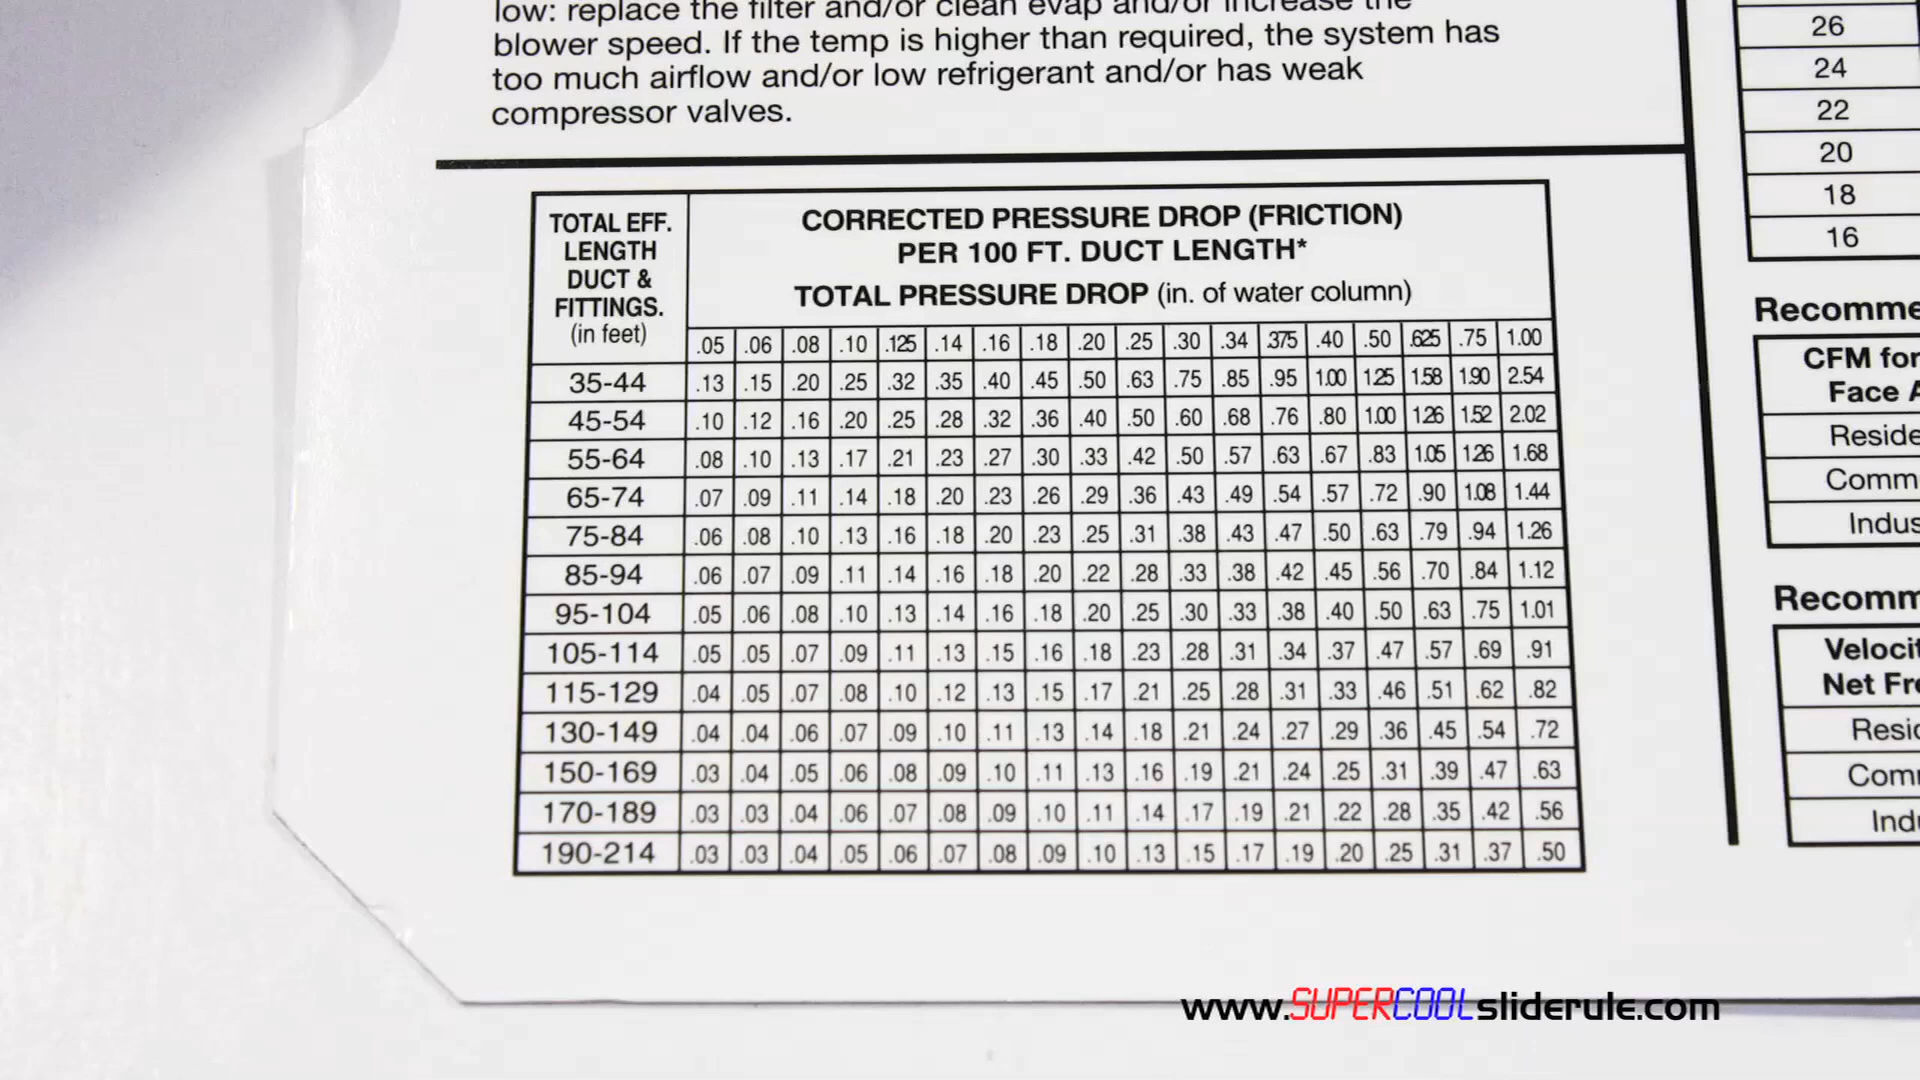 low: replace the filter and/or clean evap and/or increase the
blower speed. If the temp is higher than required, the system has
too much airflow and/or low refrigerant and/or has weak
compressor valves.
TOTAL EFF.
LENGTH
DUCT &
FITTINGS.
(in feet)
CORRECTED PRESSURE DROP (FRICTION)
PER 100 FT. DUCT LENGTH*
TOTAL PRESSURE DROP (in. of water column)
.05 .06 .08 .10 .125 .14 .16 .18 .20 .25 .30 .34 .375 .40 .50 .625 .75 1.00
35-44 .13 .15 .20 .25 .32 .35 .40 .45 .50 .63 .75 .85 .95 1.00 1.25 1.58 1.90 2.54
45-54 .10 .12 .16 .20 .25 .28 .32 .36 .40 .50 .60 .68 .76 .80 1.00 1.26 1.52 2.02
55-64 .08 .10 .13 .17 .21 .23 .27 .30 .33 .42 .50 .57 .63 .67 .83 1.05 1.26 1.68
65-74 .07 .09 .11 .14 .18 .20 .23 .26 .29 .36 .43 .49 .54 .57 .72 .90 1.08 1.44
75-84 .06 .08 .10 .13 .16 .18 .20 .23 .25 .31 .38 .43 .47 .50 .63 .79 .94 1.26
85-94 .06 .07 .09 .11 .14 .16 .18 .20 .22 .28 .33 .38 .42 .45 .56 .70 .84 1.12
95-104 .05 .06 .08 .10 .13 .14 .16 .18 .20 .25 .30 .33 .38 .40 .50 .63 .75 1.01
105-114 .05 .05 .07 .09 .11 .13 .15 .16 .18 .23 .28 .31 .34 .37 .47 .57 .69 .91
115-129 .04 .05 .07 .08 .10 .12 .13 .15 .17 .21 .25 .28 .31 .33 .46 .51 .62 .82
130-149 .04 .04 .06 .07 .09 .10 .11 .13 .14 .18 .21 .24 .27 .29 .36 .45 .54 .72
150-169 .03 .04 .05 .06 .08 .09 .10 .11 .13 .16 .19 .21 .24 .25 .31 .39 .47 .63
170-189 .03 .03 .04 .06 .07 .08 .09 .10 .11 .14 .17 .19 .21 .22 .28 .35 .42 .56
190-214 .03 .03 .04 .05 .06 .07 .08 .09 .10 .13 .15 .17 .19 .20 .25 .31 .37 .50
26
24
22
20
18
16
Recomme
CFM for
Face A
Reside
Comm
Indus
Recomm
Velocit
Net Fre
Resid
Comm
Indu
www.SUPERCOOLsliderule.com